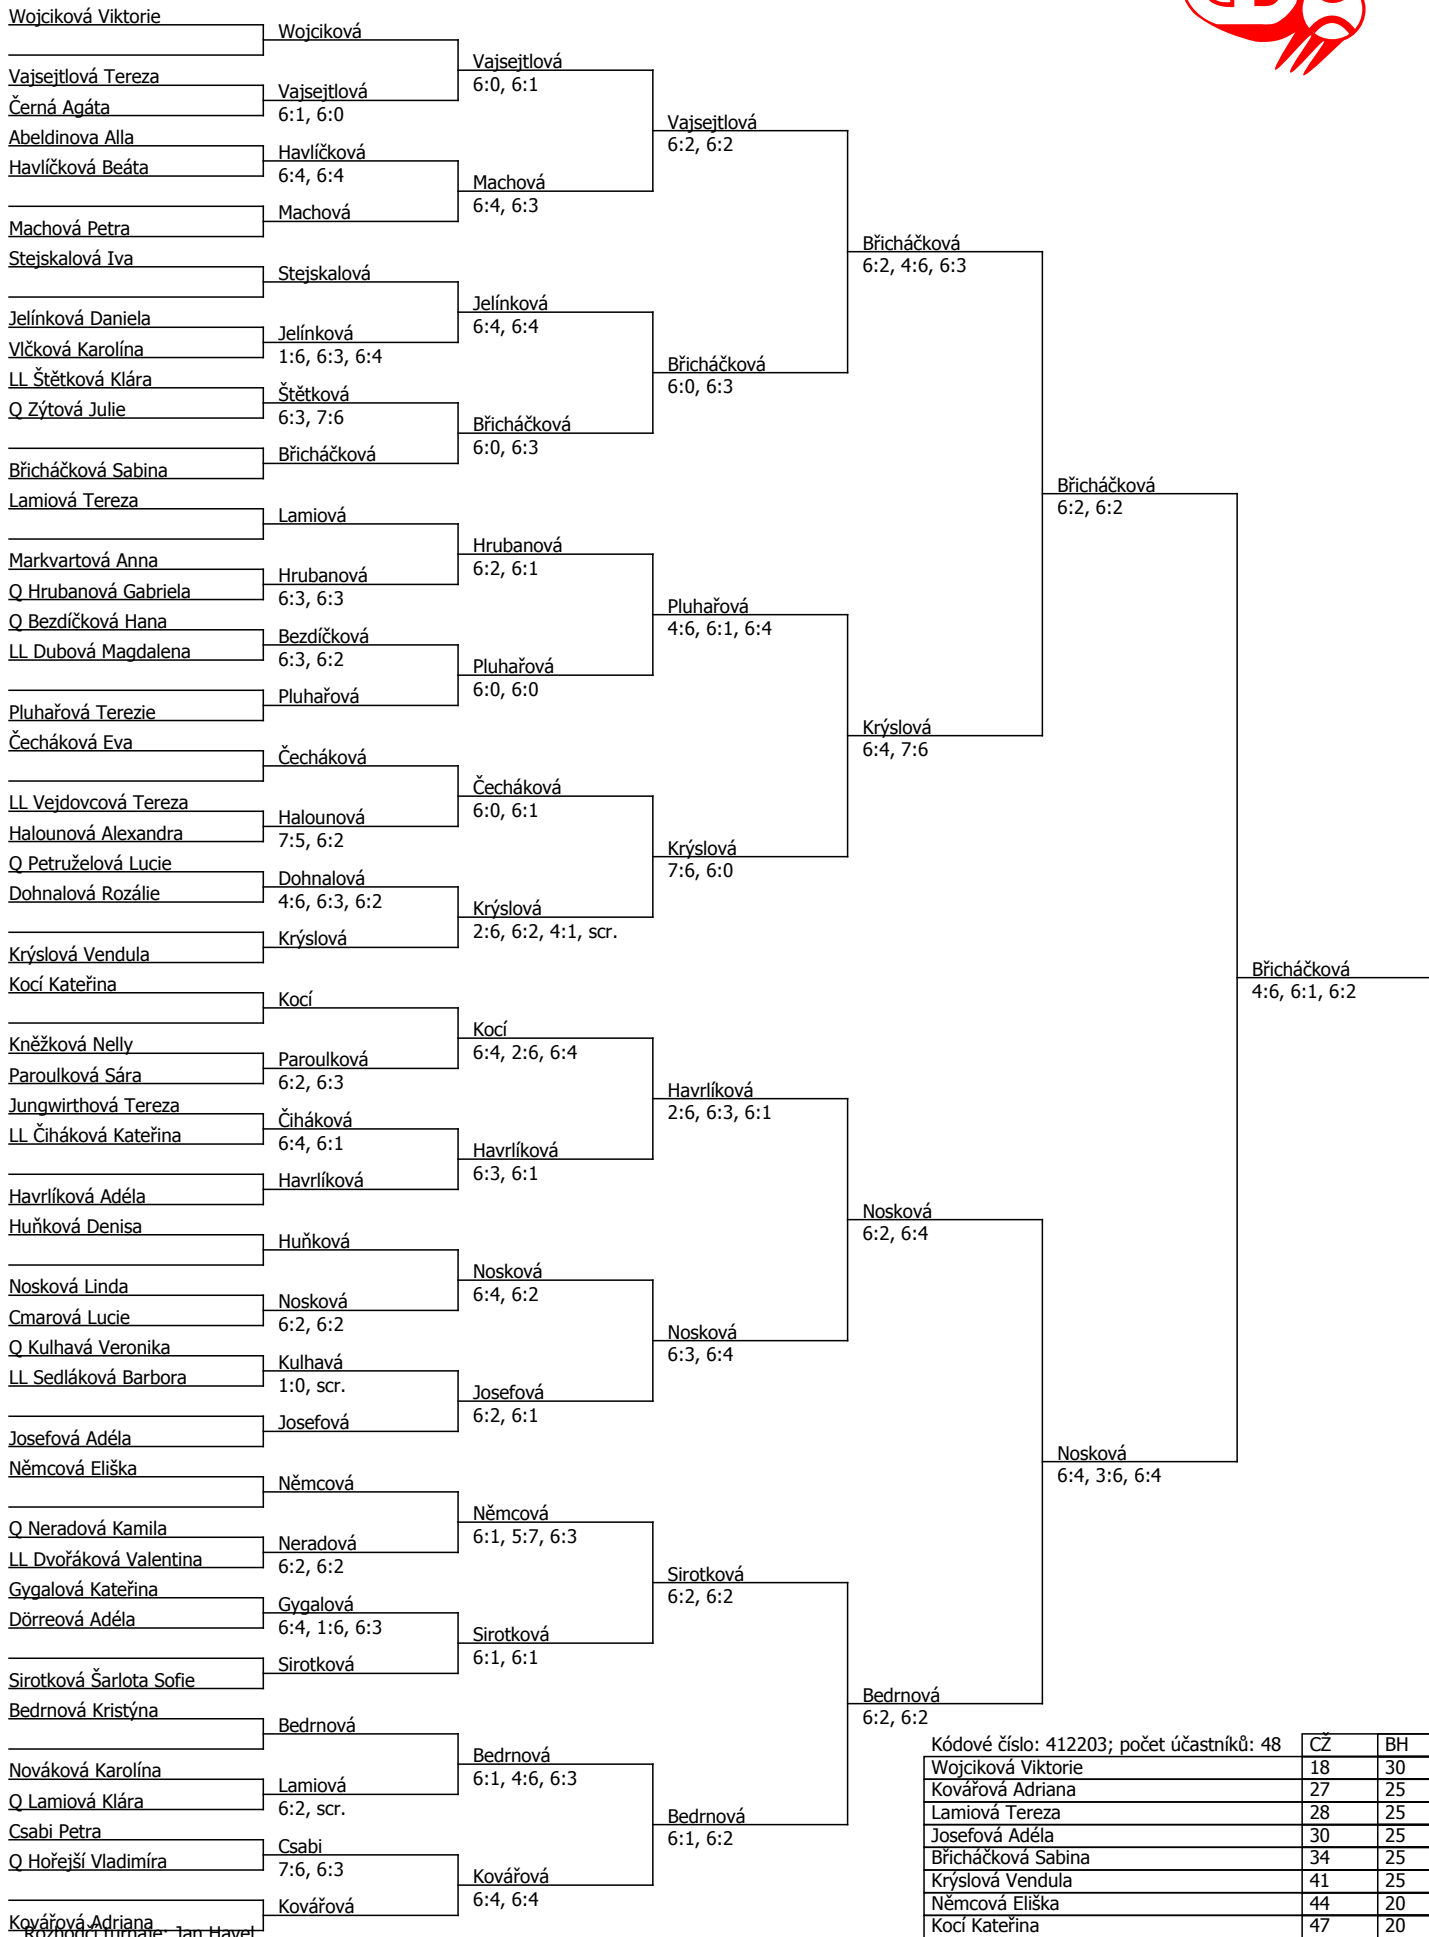 Wojciková Viktorie
Vajsejtlová Tereza
Černá Agáta
Abeldinova Alla
Havlíčková Beáta
Machová Petra
Stejskalová Iva
Jelínková Daniela
Vlčková Karolína
LL Štětková Klára
Q Zýtová Julie
Břicháčková Sabina
Lamiová Tereza
Markvartová Anna
Q Hrubanová Gabriela
Q Bezdíčková Hana
LL Dubová Magdalena
Pluhařová Terezie
Čecháková Eva
LL Vejdovcová Tereza
Halounová Alexandra
Q Petruželová Lucie
Dohnalová Rozálie
Krýslová Vendula
Kocí Kateřina
Kněžková Nelly
Paroulková Sára
Jungwirthová Tereza
LL Čiháková Kateřina
Havrlíková Adéla
Huňková Denisa
Nosková Linda
Cmarová Lucie
Q Kulhavá Veronika
LL Sedláková Barbora
Josefová Adéla
Němcová Eliška
Q Neradová Kamila
LL Dvořáková Valentina
Gygalová Kateřina
Dörreová Adéla
Sirotková Šarlota Sofie
Bedrnová Kristýna
Nováková Karolína
Q Lamiová Klára
Csabi Petra
Q Hořejší Vladimíra
Kovářová Adriana
Rozhodčí turnaje: Jan Havel
Wojciková
Vajsejtlová
6:1, 6:0
Havlíčková
6:4, 6:4
Machová
Stejskalová
Jelínková
1:6, 6:3, 6:4
Štětková
6:3, 7:6
Břicháčková
Lamiová
Hrubanová
6:3, 6:3
Bezdíčková
6:3, 6:2
Pluhařová
Čecháková
Halounová
7:5, 6:2
Dohnalová
4:6, 6:3, 6:2
Krýslová
Kocí
Paroulková
6:2, 6:3
Čiháková
6:4, 6:1
Havrlíková
Huňková
Nosková
6:2, 6:2
Kulhavá
1:0, scr.
Josefová
Němcová
Neradová
6:2, 6:2
Gygalová
6:4, 1:6, 6:3
Sirotková
Bedrnová
Lamiová
6:2, scr.
Csabi
7:6, 6:3
Kovářová
Vajsejtlová
6:0, 6:1
Machová
6:4, 6:3
Jelínková
6:4, 6:4
Břicháčková
6:0, 6:3
Hrubanová
6:2, 6:1
Pluhařová
6:0, 6:0
Čecháková
6:0, 6:1
Krýslová
2:6, 6:2, 4:1, scr.
Kocí
6:4, 2:6, 6:4
Havrlíková
6:3, 6:1
Nosková
6:4, 6:2
Josefová
6:2, 6:1
Němcová
6:1, 5:7, 6:3
Sirotková
6:1, 6:1
Bedrnová
6:1, 4:6, 6:3
Kovářová
6:4, 6:4
Vajsejtlová
6:2, 6:2
Břicháčková
6:0, 6:3
Pluhařová
4:6, 6:1, 6:4
Krýslová
7:6, 6:0
Havrlíková
2:6, 6:3, 6:1
Nosková
6:3, 6:4
Sirotková
6:2, 6:2
Bedrnová
6:1, 6:2
Břicháčková
6:2, 4:6, 6:3
Krýslová
6:4, 7:6
Nosková
6:2, 6:4
Bedrnová
6:2, 6:2
Břicháčková
6:2, 6:2
Nosková
6:4, 3:6, 6:4
Břicháčková
4:6, 6:1, 6:2
Kódové číslo: 412203; počet účastníků: 48 CŽ BH
Wojciková Viktorie 18 30
Kovářová Adriana 27 25
Lamiová Tereza 28 25
Josefová Adéla 30 25
Břicháčková Sabina 34 25
Krýslová Vendula 41 25
Němcová Eliška 44 20
Kocí Kateřina 47 20